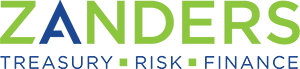 ZANDERS
TREASURY ▪ RISK ▪ FINANCE